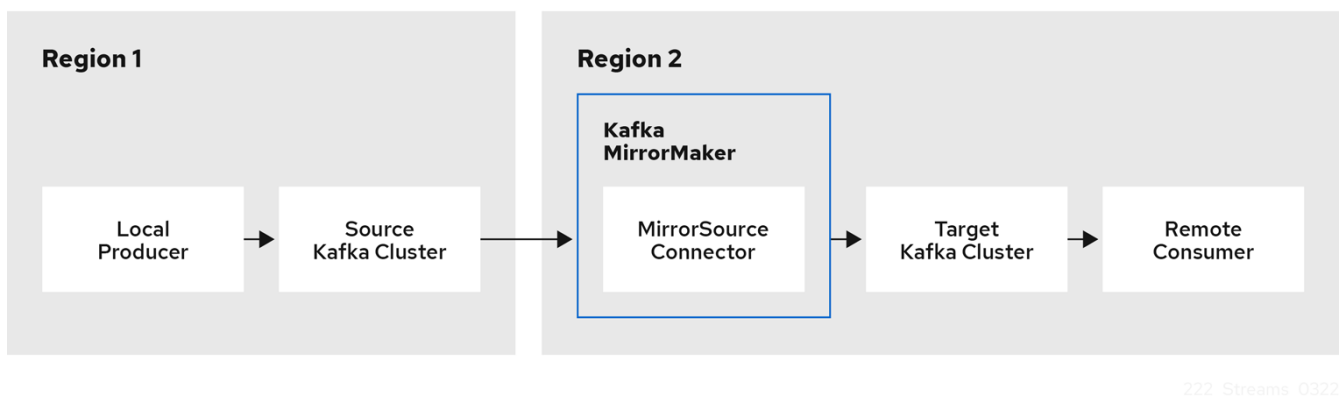 Region 1
Local
Producer
Source
Kafka Cluster
Region 2
Kafka
MirrorMaker
MirrorSource
Connector
Target
Kafka Cluster
Remote
Consumer
222_Streams_0322